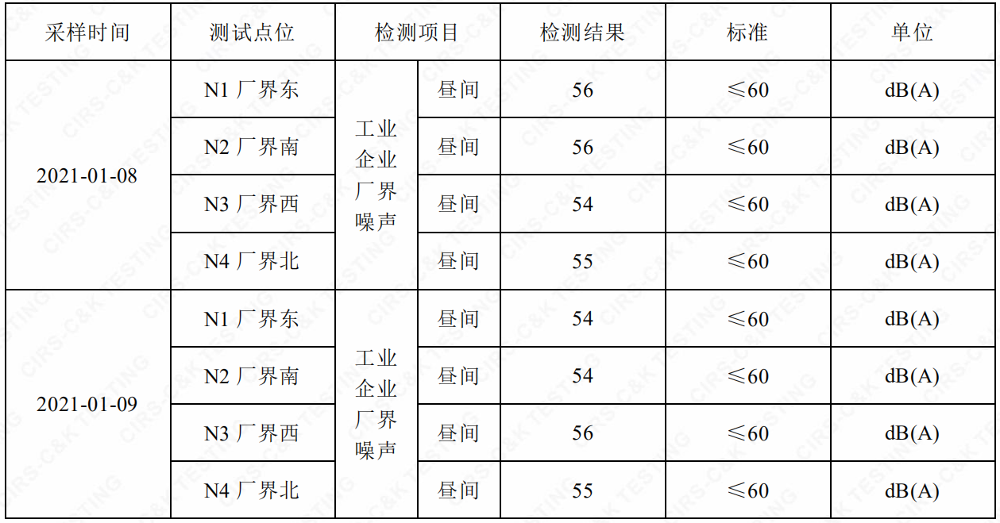 采样时间 测试点位 检测项目 检测结果 标准 单位
2021-01-08
N1 厂界东 昼间 56 ≤60 dB(A)
N2 厂界南 昼间 56 ≤60 dB(A)
N3 厂界西 昼间 54 ≤60 dB(A)
N4 厂界北 昼间 55 ≤60 dB(A)
工业
企业
厂界
噪声
2021-01-09
N1 厂界东 昼间 54 ≤60 dB(A)
N2 厂界南 昼间 54 ≤60 dB(A)
N3 厂界西 昼间 56 ≤60 dB(A)
N4 厂界北 昼间 55 ≤60 dB(A)
工业
企业
厂界
噪声
CIRS-C&K TESTING